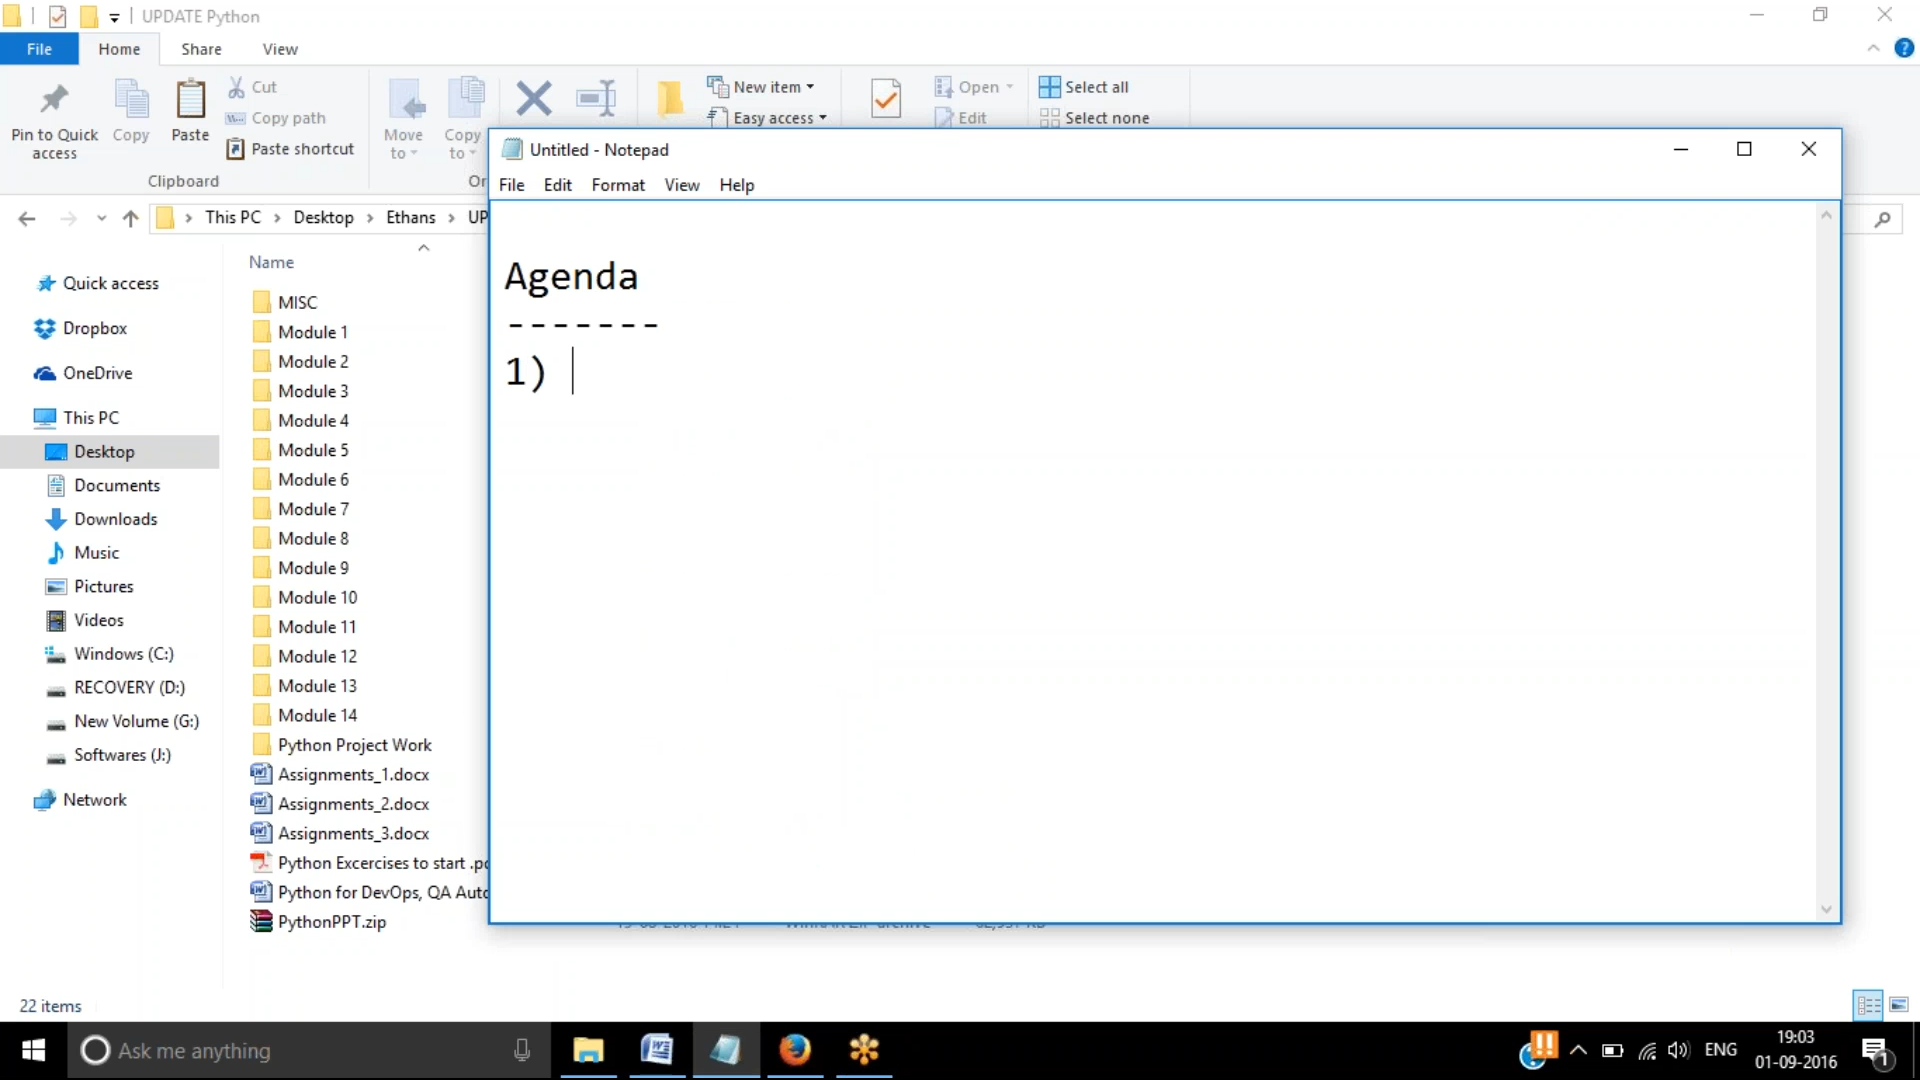 UPDATE Python
File Home Share View
Pin to Quick access
Copy
Paste
Cut
Copy path
Paste shortcut
Clipboard
Move to
Copy to
Or
New item
Easy access
Open
Edit
Select all
Select none
This PC > Desktop > Ethans > UP
Name
Quick access
Dropbox
OneDrive
This PC
Desktop
Documents
Downloads
Music
Pictures
Videos
Windows (C:)
RECOVERY (D:)
New Volume (G:)
Softwares (J:)
Network
MISC
Module 1
Module 2
Module 3
Module 4
Module 5
Module 6
Module 7
Module 8
Module 9
Module 10
Module 11
Module 12
Module 13
Module 14
Python Project Work
Assignments_1.docx
Assignments_2.docx
Assignments_3.docx
Python Excercises to start .pd
Python for DevOps, QA Auto
PythonPPT.zip
Untitled - Notepad
File Edit Format View Help
Agenda
-------
1)
22 items
Ask me anything
ENG
19:03
01-09-2016
1